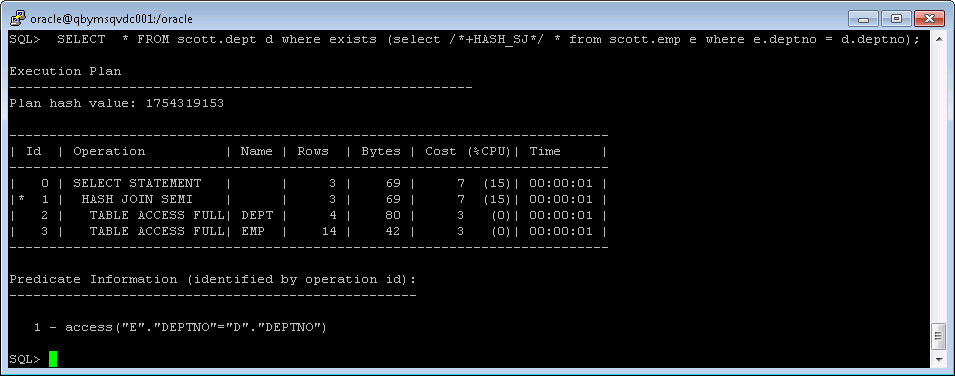 oracle@qbymsqvdc001:/oracle
SQL>  SELECT  * FROM scott.dept d where exists (select /*+HASH_SJ*/ * from scott.emp e where e.deptno = d.deptno);
Execution Plan
----------------------------------------------------------
Plan hash value: 1754319153
---------------------------------------------------------------------------
| Id  | Operation          | Name | Rows  | Bytes | Cost (%CPU)| Time     |
---------------------------------------------------------------------------
|   0 | SELECT STATEMENT   |      |     3 |    69 |     7  (15)| 00:00:01 |
|*  1 |  HASH JOIN SEMI    |      |     3 |    69 |     7  (15)| 00:00:01 |
|   2 |   TABLE ACCESS FULL| DEPT |     4 |    80 |     3   (0)| 00:00:01 |
|   3 |   TABLE ACCESS FULL| EMP  |    14 |    42 |     3   (0)| 00:00:01 |
---------------------------------------------------------------------------
Predicate Information (identified by operation id):
---------------------------------------------------
   1 - access("E"."DEPTNO"="D"."DEPTNO")
SQL>